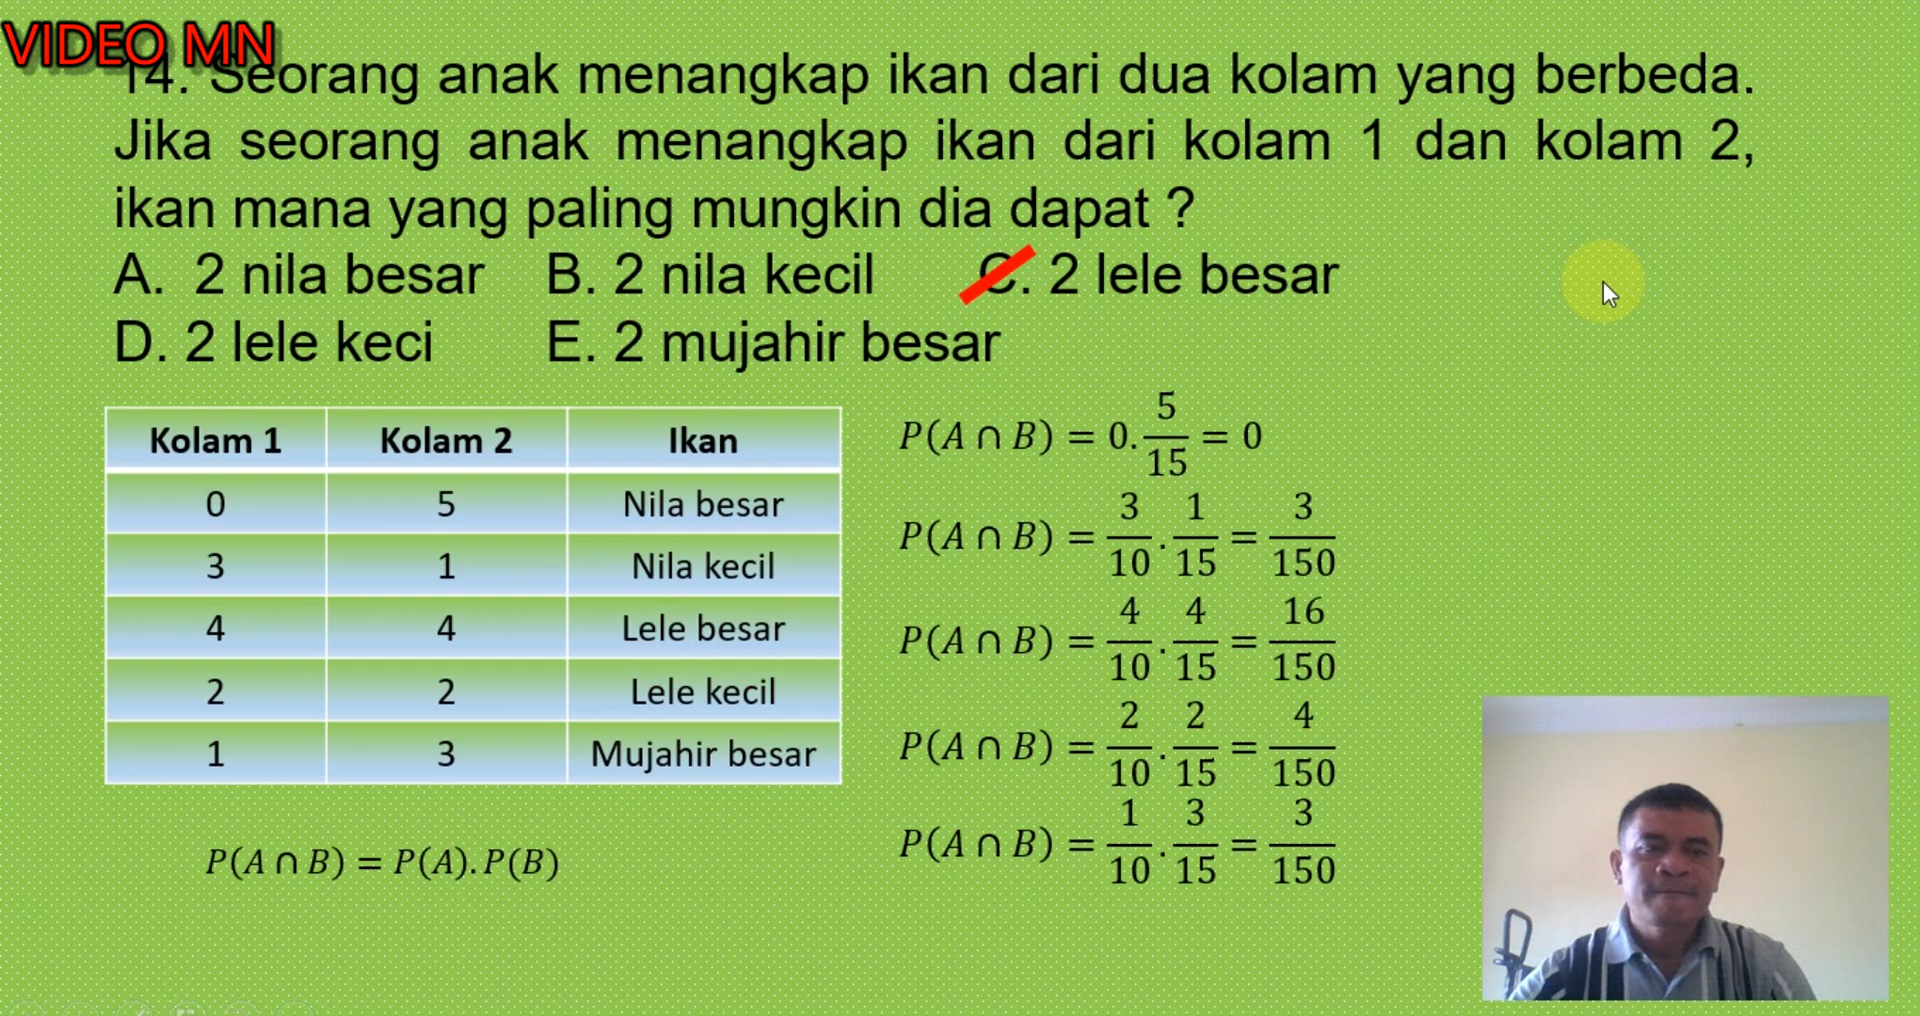 VIDEO MN
14. Seorang anak menangkap ikan dari dua kolam yang berbeda.
Jika seorang anak menangkap ikan dari kolam 1 dan kolam 2,
ikan mana yang paling mungkin dia dapat ?
A. 2 nila besar B. 2 nila kecil C. 2 lele besar
D. 2 lele keci E. 2 mujahir besar
Kolam 1 Kolam 2 Ikan
0 5 Nila besar
3 1 Nila kecil
4 4 Lele besar
2 2 Lele kecil
1 3 Mujahir besar
P(A ∩ B) = P(A). P(B)
P(A ∩ B) = 0. 5/15 = 0
P(A ∩ B) = 3/10 . 1/15 = 3/150
P(A ∩ B) = 4/10 . 4/15 = 16/150
P(A ∩ B) = 2/10 . 2/15 = 4/150
P(A ∩ B) = 1/10 . 3/15 = 3/150